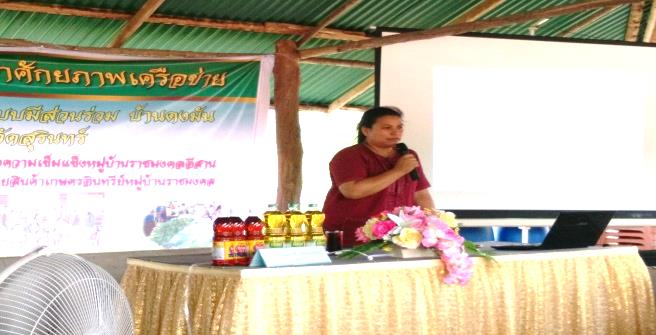 าศักยภาพเครือข่าย
บบมีส่วนร่วม บ้านดงมัน
วัดสุรินทร์
งความเข้มแข็งหมู่บ้านราชมงคลอีสาน
ายสินค้าเกษตรอินทรีย์หมู่บ้านราชมงคล